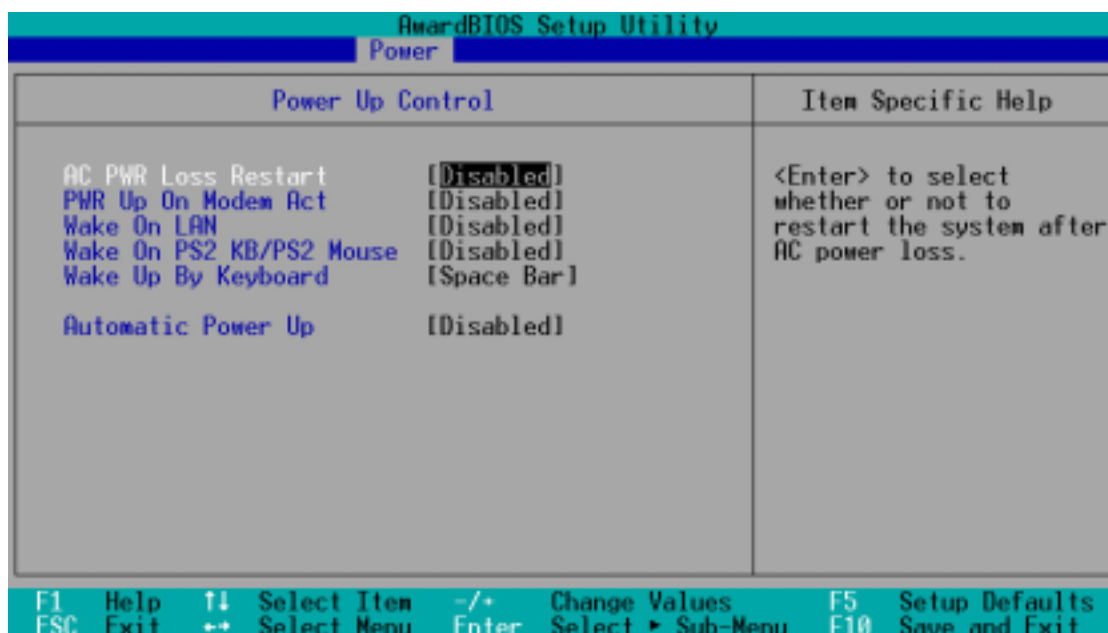 AwardBIOS Setup Utility
Power
Power Up Control
Item Specific Help
AC PWR Loss Restart [Disabled]
PWR Up On Modem Act [Disabled]
Wake On LAN [Disabled]
Wake On PS2 KB/PS2 Mouse [Disabled]
Wake Up By Keyboard [Space Bar]
Automatic Power Up [Disabled]
<Enter> to select
whether or not to
restart the system after
AC power loss.
F1 Help ↑↓ Select Item -/+ Change Values F5 Setup Defaults
ESC Exit ←→ Select Menu Enter Select ► Sub-Menu F10 Save and Exit